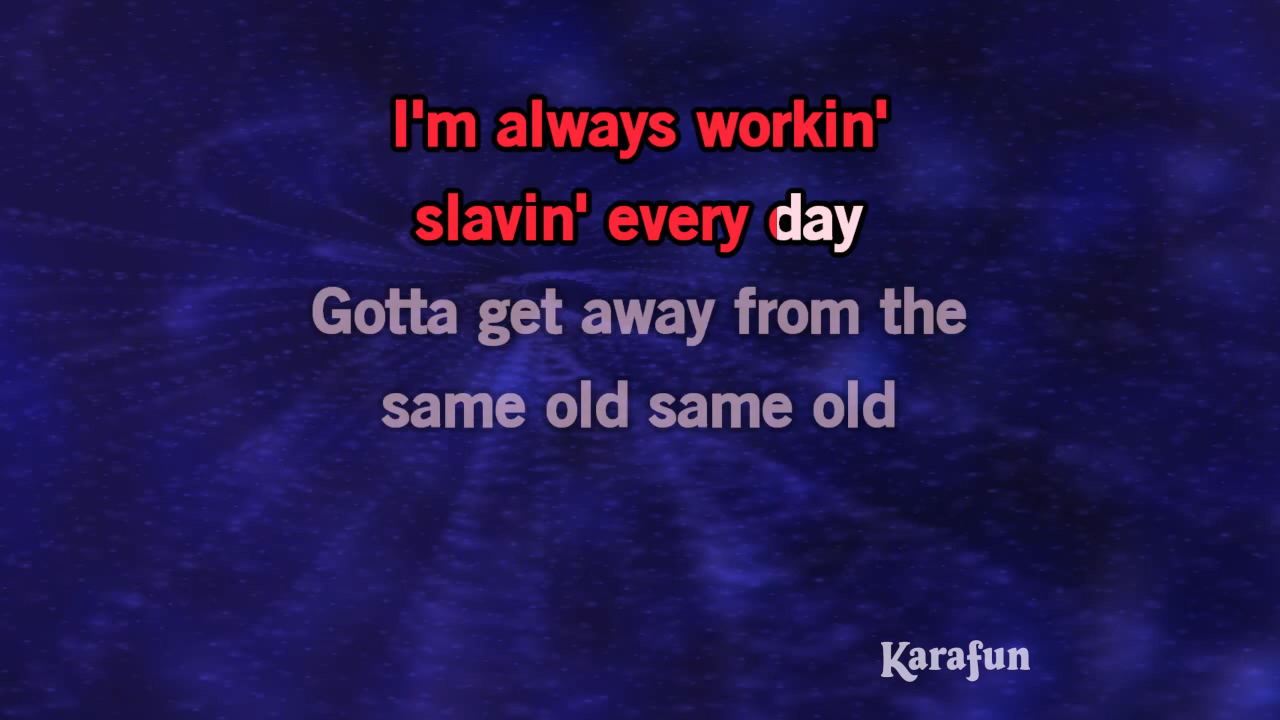 I'm always workin'
slavin' every day
Gotta get away from the
same old same old
Karafun